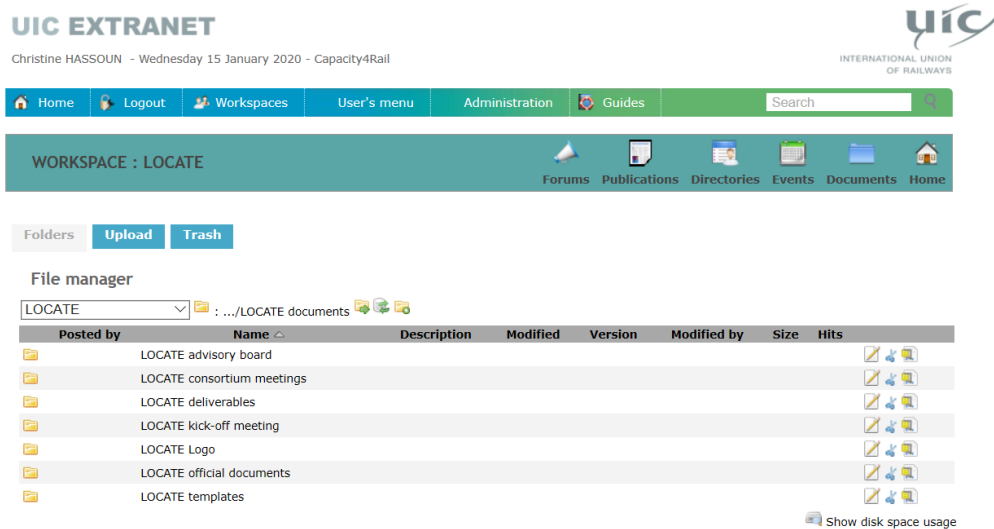 UIC EXTRANET
uic
Christine HASSOUN - Wednesday 15 January 2020 - Capacity4Rail
INTERNATIONAL UNION
OF RAILWAYS
Home Logout Workspaces User's menu Administration Guides Search
WORKSPACE : LOCATE
Forums Publications Directories Events Documents Home
Folders Upload Trash
File manager
LOCATE : .../LOCATE documents
Posted by Name Description Modified Version Modified by Size Hits
LOCATE advisory board
LOCATE consortium meetings
LOCATE deliverables
LOCATE kick-off meeting
LOCATE Logo
LOCATE official documents
LOCATE templates
Show disk space usage